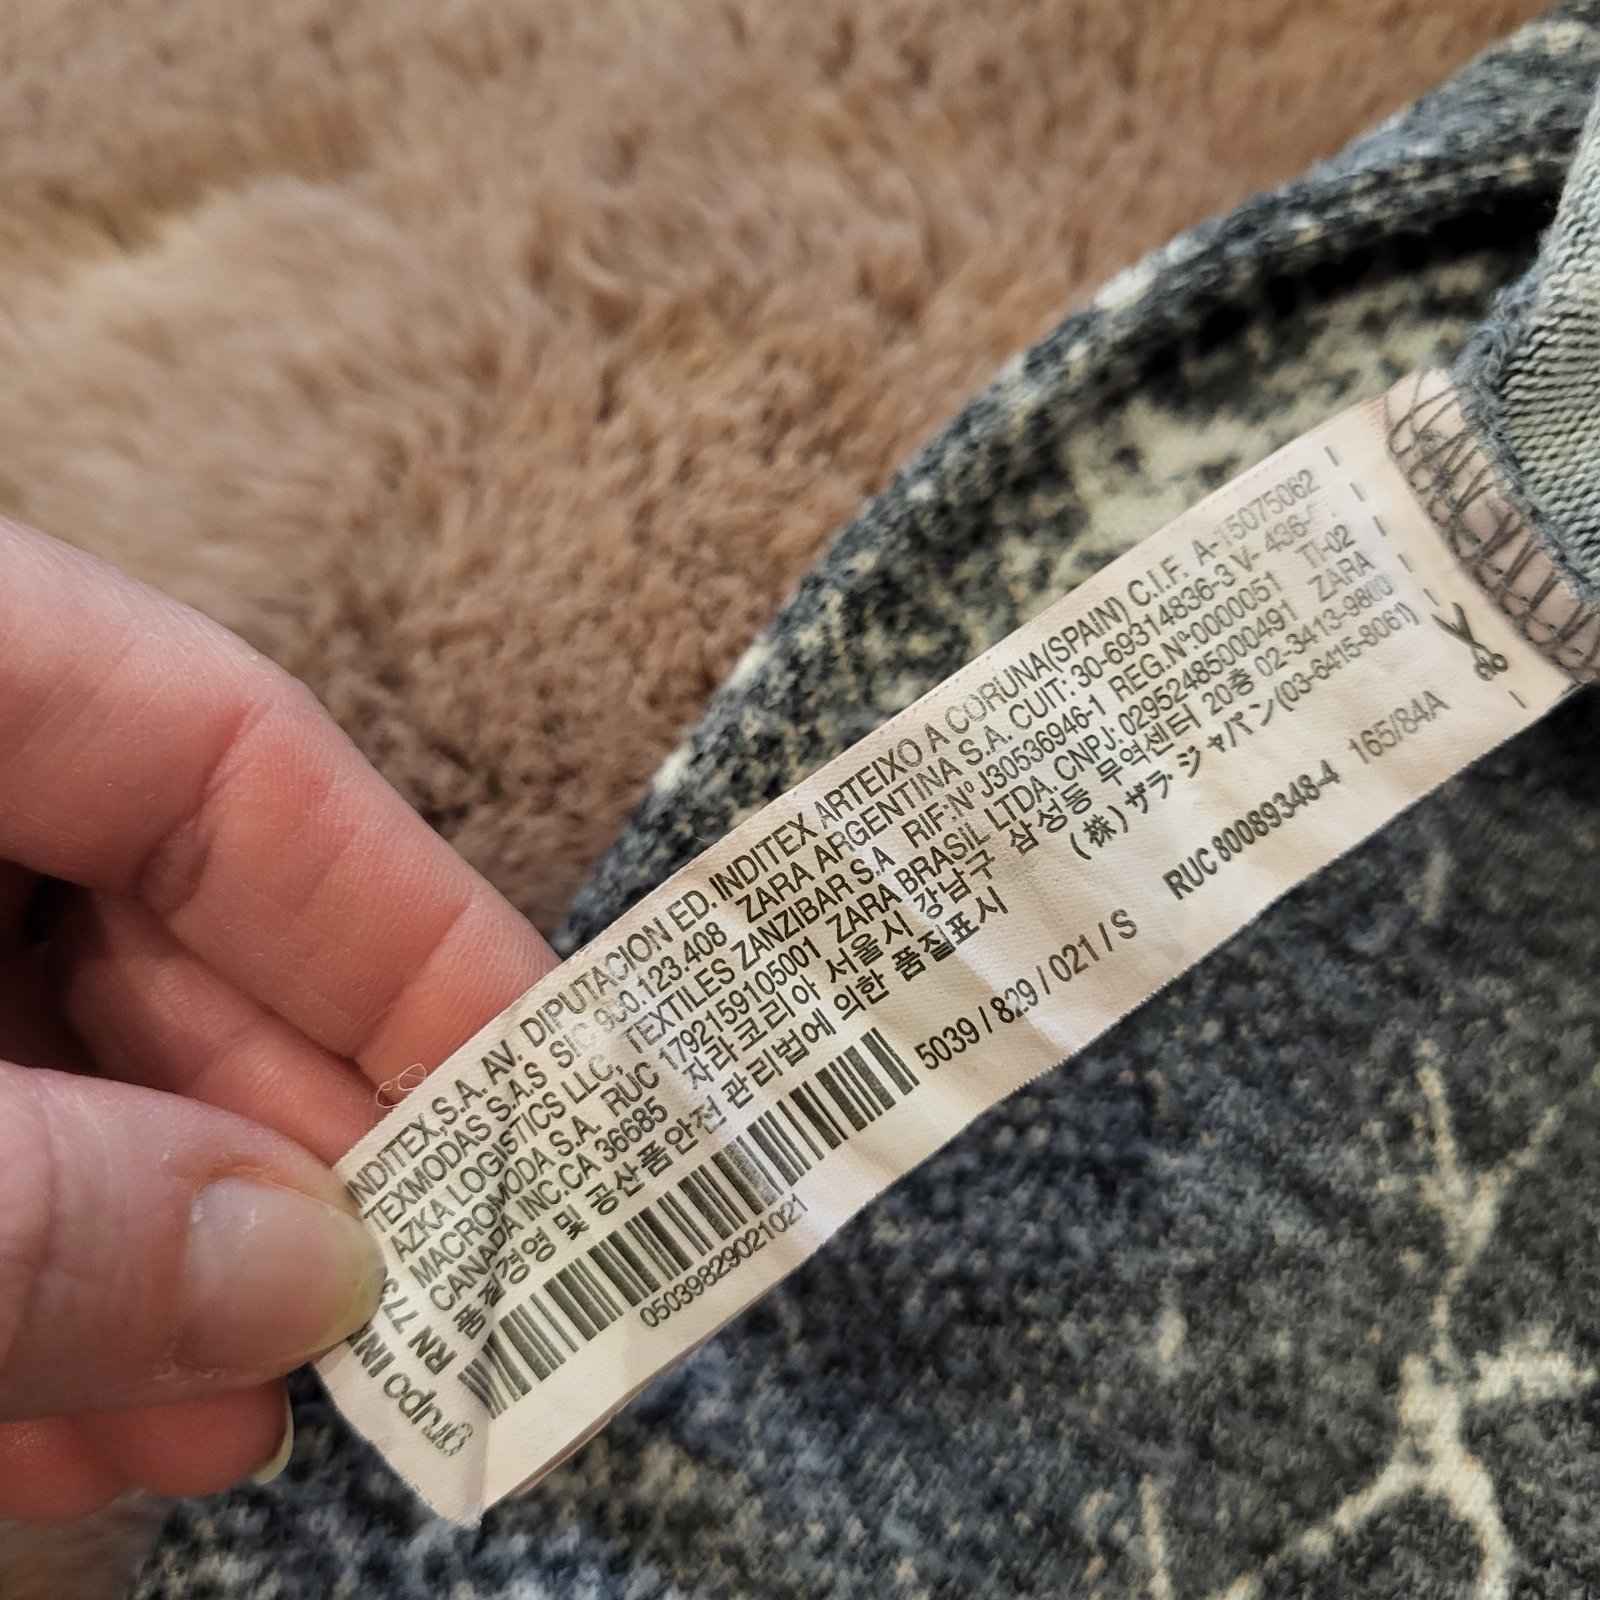 INDITEX,S.A. AV. DIPUTACION ED. INDITEX ARTEIXO A CORUNA(SPAIN) C.I.F. A-15075062
TEXMODAS S.A.S SIC 900.123.408 ZARA ARGENTINA S.A. CUIT: 30-69314836-3 V- 436-
AZKA LOGISTICS LLC, TEXTILES ZANZIBAR S.A RIF:NºJ30536946-1 REG.Nº:0000051 TI-02
MACROMODA S.A. RUC 1792159105001 ZARA BRASIL LTDA. CNPJ: 02952485000491 ZARA
CANADA INC.CA 36685 자라코리아 서울시 강남구 삼성동 무역센터 20층 02-3413-9800
품질경영 및 공산품안전 관리법에 의한 품질표시 (株)ザラ・ジャパン(03-6415-8061)
RUC 80089348-4 165/84A
5039 / 829 / 021 / S
05039829021021
RN 773
grupo